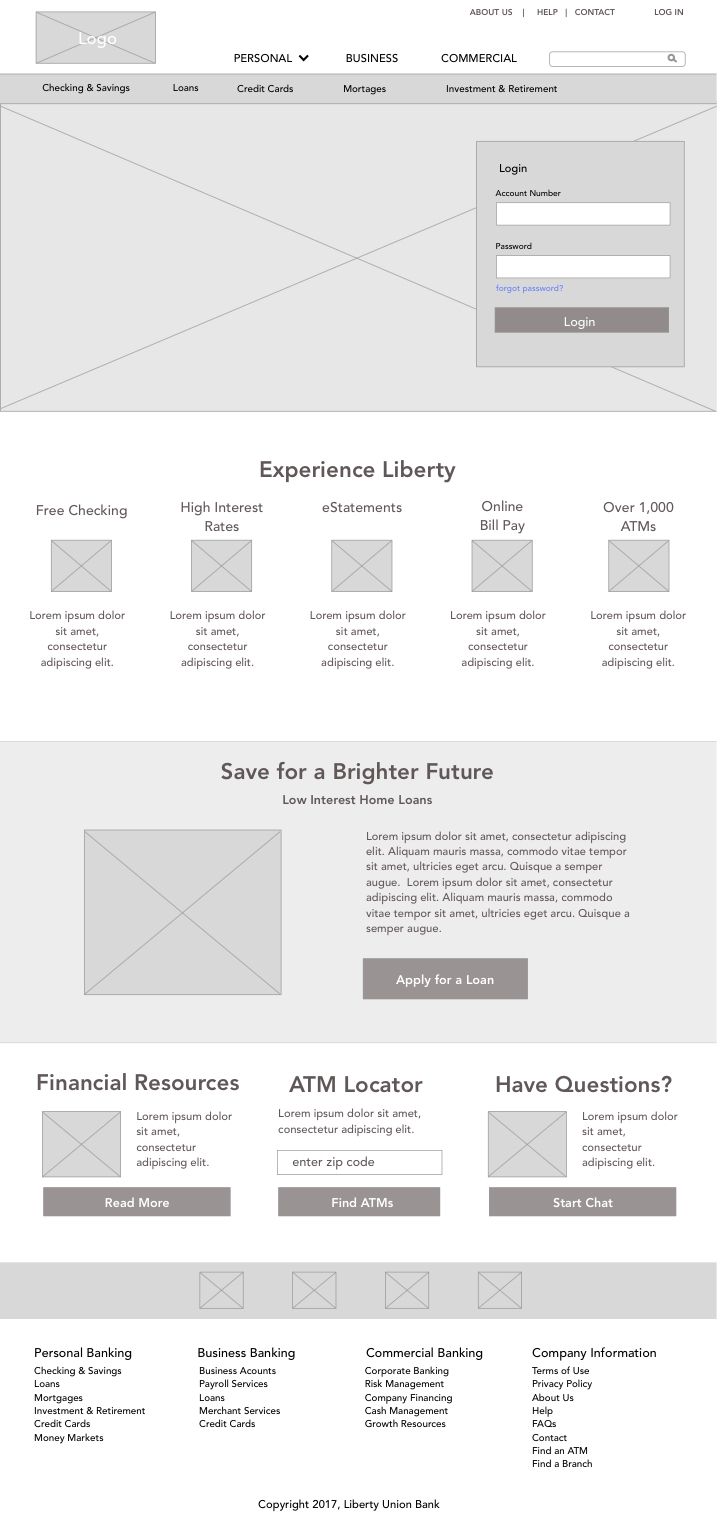 ABOUT US | HELP | CONTACT LOG IN
Logo
PERSONAL BUSINESS COMMERCIAL
Checking & Savings Loans Credit Cards Mortages Investment & Retirement
Login
Account Number
Password
forgot password?
Login
Experience Liberty
Free Checking
High Interest
Rates
eStatements
Online
Bill Pay
Over 1,000
ATMs
Lorem ipsum dolor
sit amet,
consectetur
adipiscing elit.
Lorem ipsum dolor
sit amet,
consectetur
adipiscing elit.
Lorem ipsum dolor
sit amet,
consectetur
adipiscing elit.
Lorem ipsum dolor
sit amet,
consectetur
adipiscing elit.
Lorem ipsum dolor
sit amet,
consectetur
adipiscing elit.
Save for a Brighter Future
Low Interest Home Loans
Lorem ipsum dolor sit amet, consectetur adipiscing
elit. Aliquam mauris massa, commodo vitae tempor
sit amet, ultricies eget arcu. Quisque a semper
augue.  Lorem ipsum dolor sit amet, consectetur
adipiscing elit. Aliquam mauris massa, commodo
vitae tempor sit amet, ultricies eget arcu. Quisque a
semper augue.
Apply for a Loan
Financial Resources
Lorem ipsum dolor
sit amet,
consectetur
adipiscing elit.
Read More
ATM Locator
Lorem ipsum dolor sit amet,
consectetur adipiscing elit.
enter zip code
Find ATMs
Have Questions?
Lorem ipsum dolor
sit amet,
consectetur
adipiscing elit.
Start Chat
Personal Banking
Checking & Savings
Loans
Mortgages
Investment & Retirement
Credit Cards
Money Markets
Business Banking
Business Acounts
Payroll Services
Loans
Merchant Services
Credit Cards
Commercial Banking
Corporate Banking
Risk Management
Company Financing
Cash Management
Growth Resources
Company Information
Terms of Use
Privacy Policy
About Us
Help
FAQs
Contact
Find an ATM
Find a Branch
Copyright 2017, Liberty Union Bank